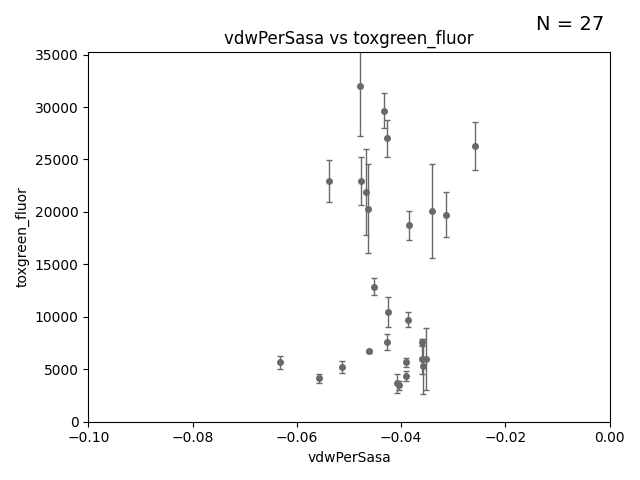 N = 27
vdwPerSasa vs toxgreen_fluor
35000
30000
25000
20000
15000
10000
5000
0
toxgreen_fluor
−0.10 −0.08 −0.06 −0.04 −0.02 0.00
vdwPerSasa